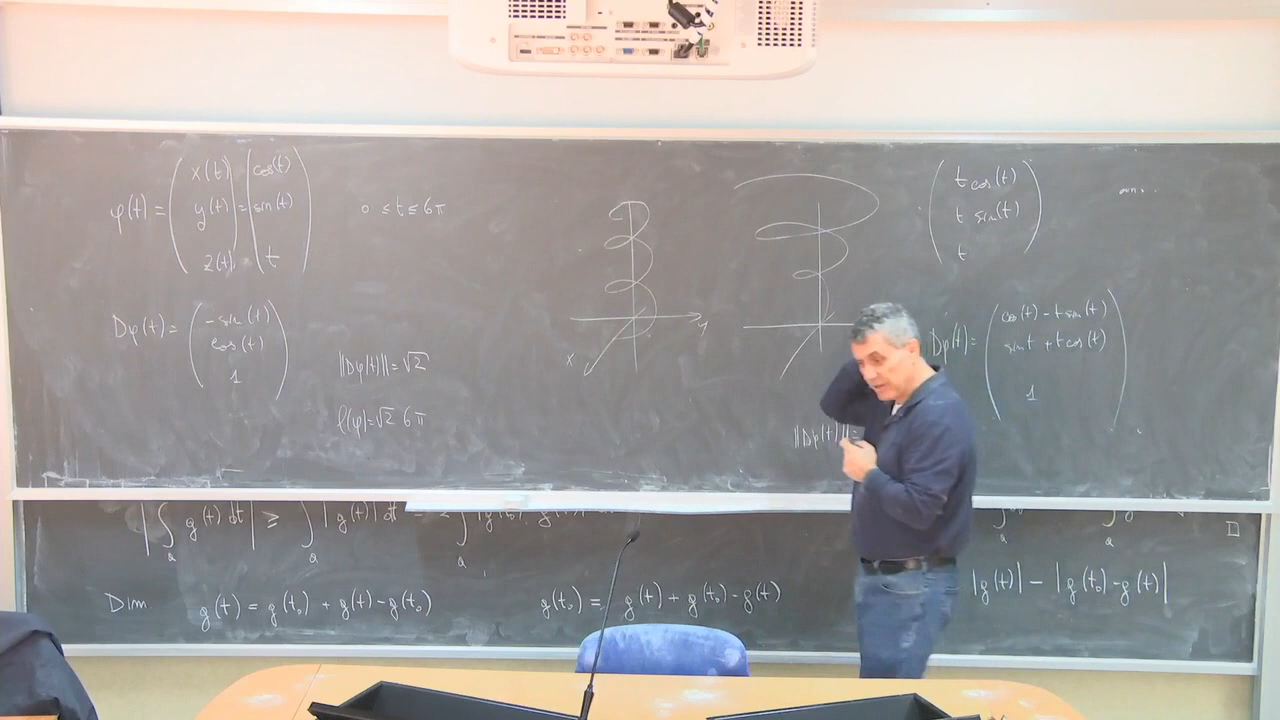 φ(t) = ( x(t) y(t) z(t) ) = ( cos(t) sin(t) t )
0 ≤ t ≤ 6π
Dφ(t) = ( -sin(t) cos(t) 1 )
||Dφ(t)|| = √2
ℓ(φ) = √2 6π
x
y
( t cos(t) t sin(t) t )
Dφ(t) = ( cos(t) - t sin(t) sin t + t cos(t) 1 )
||Dφ(t)|| =
| ∫ g(t) dt | ≥ ∫ | g(t) | dt
Dim g(t) = g(t₀) + g(t) - g(t₀)
g(t₀) = g(t) + g(t₀) - g(t)
|g(t)| - |g(t₀) - g(t)|